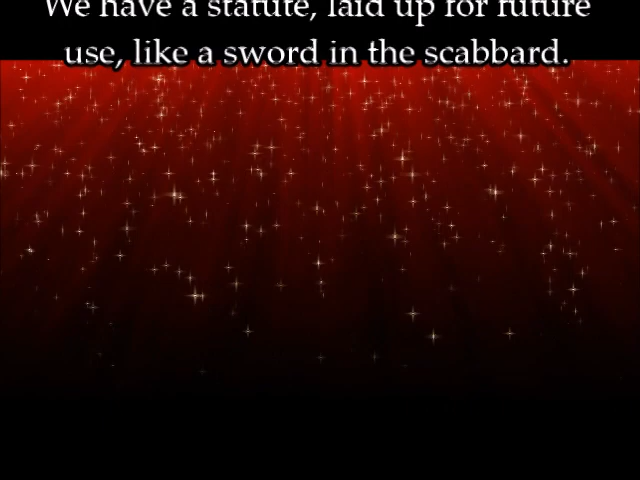 We have a statute, laid up for future
use, like a sword in the scabbard.